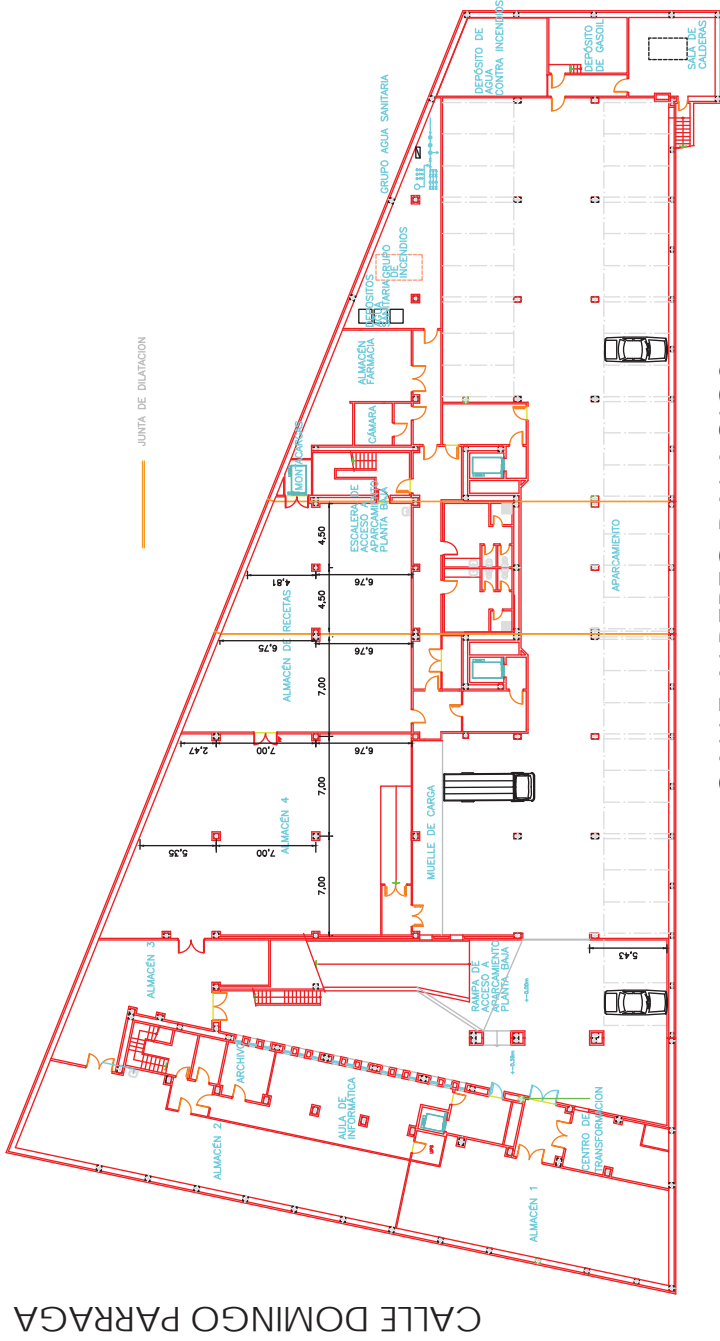 DEPÓSITO DE
AGUA
CONTRA INCENDIOS
DEPÓSITO
DE GASOIL
SALA DE
CALDERAS
GRUPO AGUA SANITARIA
GRUPO
DE
INCENDIOS
DEPÓSITOS
AGUA
SANITARIA
JUNTA DE DILATACION
ALMACÉN
FARMACIA
CÁMARA
MONTACARGAS
ESCALERA DE
ACCESO A
APARCAMIENTO
PLANTA BAJA
4,50
4,50
4,81
6,76
ALMACÉN DE RECETAS
6,75
6,76
7,00
APARCAMIENTO
2,47
7,00
6,76
7,00
ALMACÉN 4
5,35
7,00
7,00
MUELLE DE CARGA
ALMACÉN 3
RAMPA DE
ACCESO A
APARCAMIENTO
PLANTA BAJA
5,43
ARCHIVO
AULA DE
INFORMÁTICA
ALMACÉN 2
CENTRO DE
TRANSFORMACION
ALMACÉN 1
CALLE DOMINGO PARRAGA